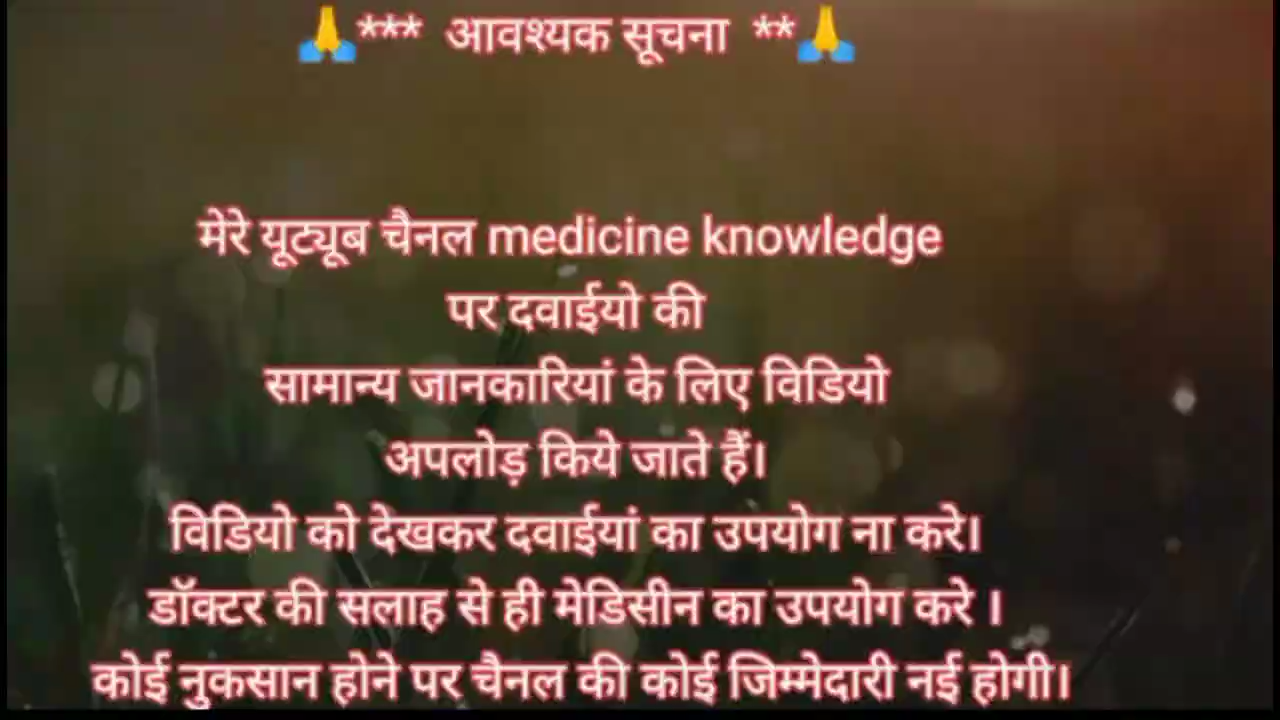 🙏*** आवश्यक सूचना **🙏
मेरे यूट्यूब चैनल medicine knowledge
पर दवाईयो की
सामान्य जानकारियां के लिए विडियो
अपलोड़ किये जाते हैं।
विडियो को देखकर दवाईयां का उपयोग ना करे।
डॉक्टर की सलाह से ही मेडिसीन का उपयोग करे ।
कोई नुकसान होने पर चैनल की कोई जिम्मेदारी नई होगी।